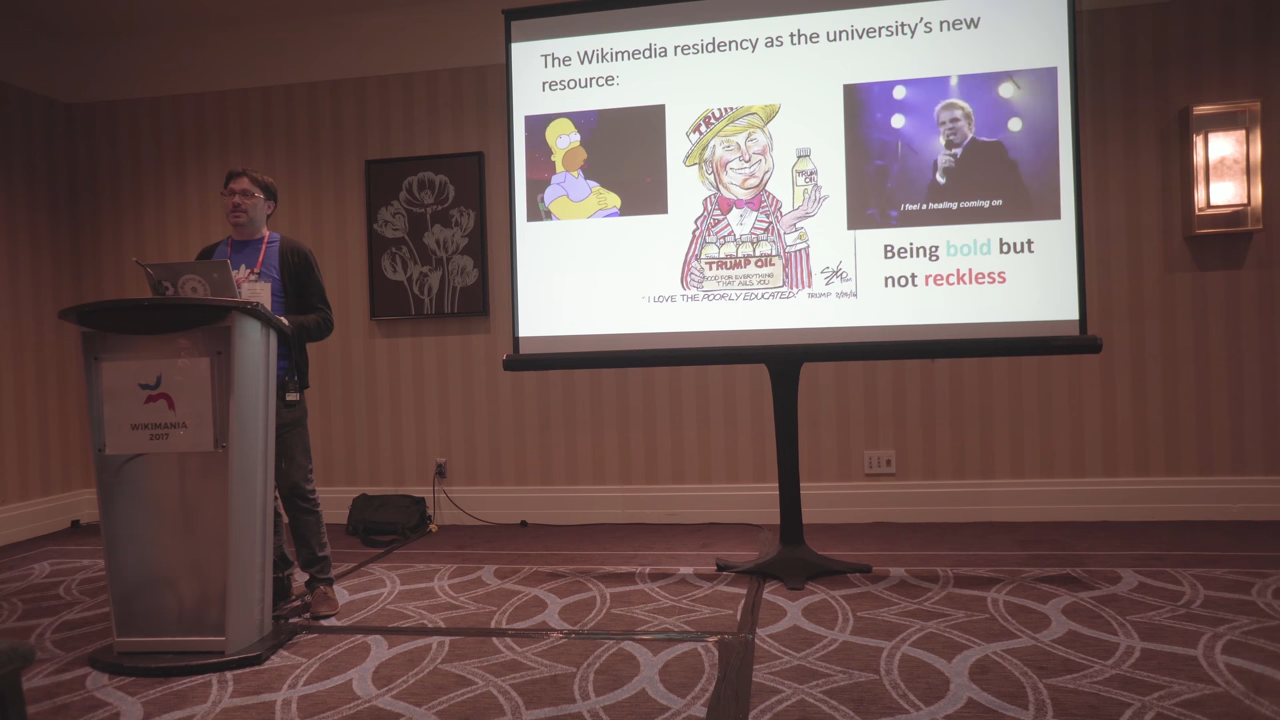 The Wikimedia residency as the university's new
resource:
TRUMP
TRUMP
OIL
TRUMP OIL
GOOD FOR EVERYTHING
THAT AILS YOU
"I LOVE THE POORLY EDUCATED!" TRUMP
I feel a healing coming on
Being bold but
not reckless
WIKIMANIA
2017